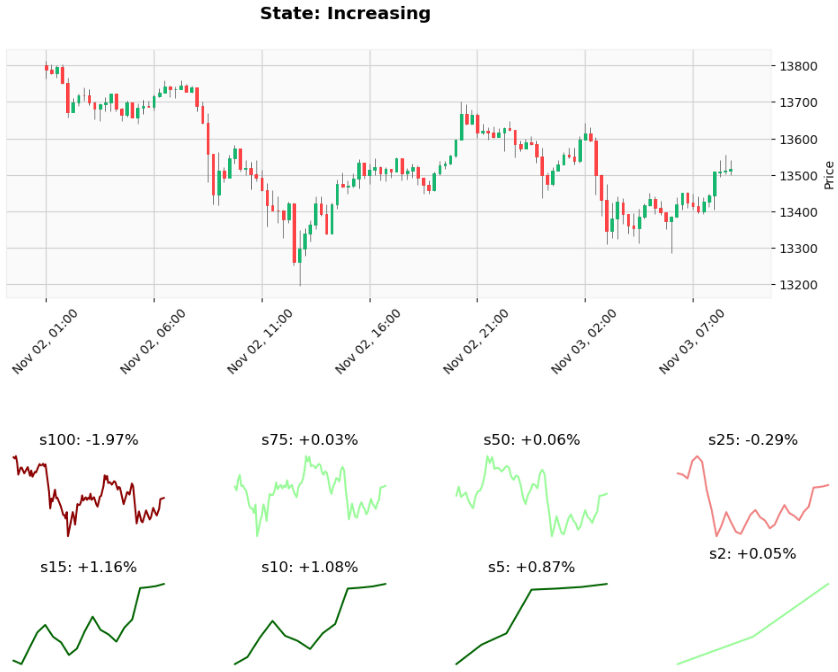 State: Increasing
13800
13700
13600
13500
13400
13300
13200
Price
Nov 02, 01:00
Nov 02, 06:00
Nov 02, 11:00
Nov 02, 16:00
Nov 02, 21:00
Nov 03, 02:00
Nov 03, 07:00
s100: -1.97%
s75: +0.03%
s50: +0.06%
s25: -0.29%
s15: +1.16%
s10: +1.08%
s5: +0.87%
s2: +0.05%